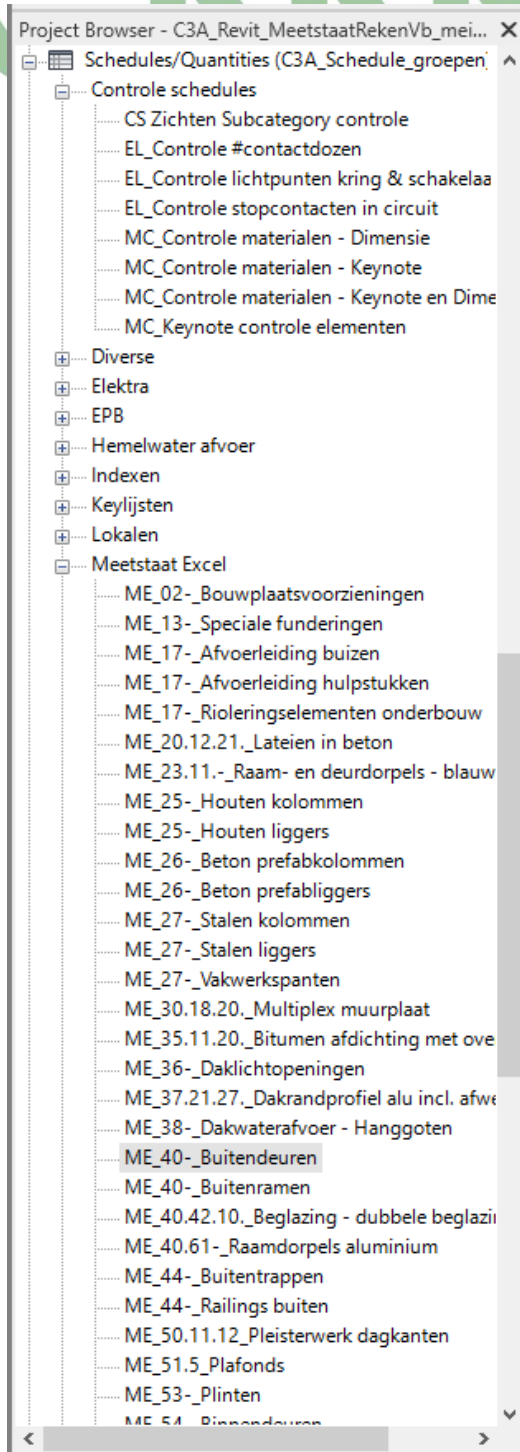 Project Browser - C3A_Revit_MeetstaatRekenVb_mei...
Schedules/Quantities (C3A_Schedule_groepen)
Controle schedules
CS Zichten Subcategory controle
EL_Controle #contactdozen
EL_Controle lichtpunten kring & schakelaa
EL_Controle stopcontacten in circuit
MC_Controle materialen - Dimensie
MC_Controle materialen - Keynote
MC_Controle materialen - Keynote en Dime
MC_Keynote controle elementen
Diverse
Elektra
EPB
Hemelwater afvoer
Indexen
Keylijsten
Lokalen
Meetstaat Excel
ME_02-_Bouwplaatsvoorzieningen
ME_13-_Speciale funderingen
ME_17-_Afvoerleiding buizen
ME_17-_Afvoerleiding hulpstukken
ME_17-_Rioleringselementen onderbouw
ME_20.12.21._Lateien in beton
ME_23.11.-_Raam- en deurdorpels - blauw
ME_25-_Houten kolommen
ME_25-_Houten liggers
ME_26-_Beton prefabkolommen
ME_26-_Beton prefabliggers
ME_27-_Stalen kolommen
ME_27-_Stalen liggers
ME_27-_Vakwerkspanten
ME_30.18.20._Multiplex muurplaat
ME_35.11.20._Bitumen afdichting met ove
ME_36-_Daklichtopeningen
ME_37.21.27._Dakrandprofiel alu incl. afwe
ME_38-_Dakwaterafvoer - Hanggoten
ME_40-_Buitendeuren
ME_40-_Buitenramen
ME_40.42.10._Beglazing - dubbele beglazi
ME_40.61-_Raamdorpels aluminium
ME_44-_Buitentrappen
ME_44-_Railings buiten
ME_50.11.12_Pleisterwerk dagkanten
ME_51.5_Plafonds
ME_53-_Plinten
ME_54-_Binnendeuren